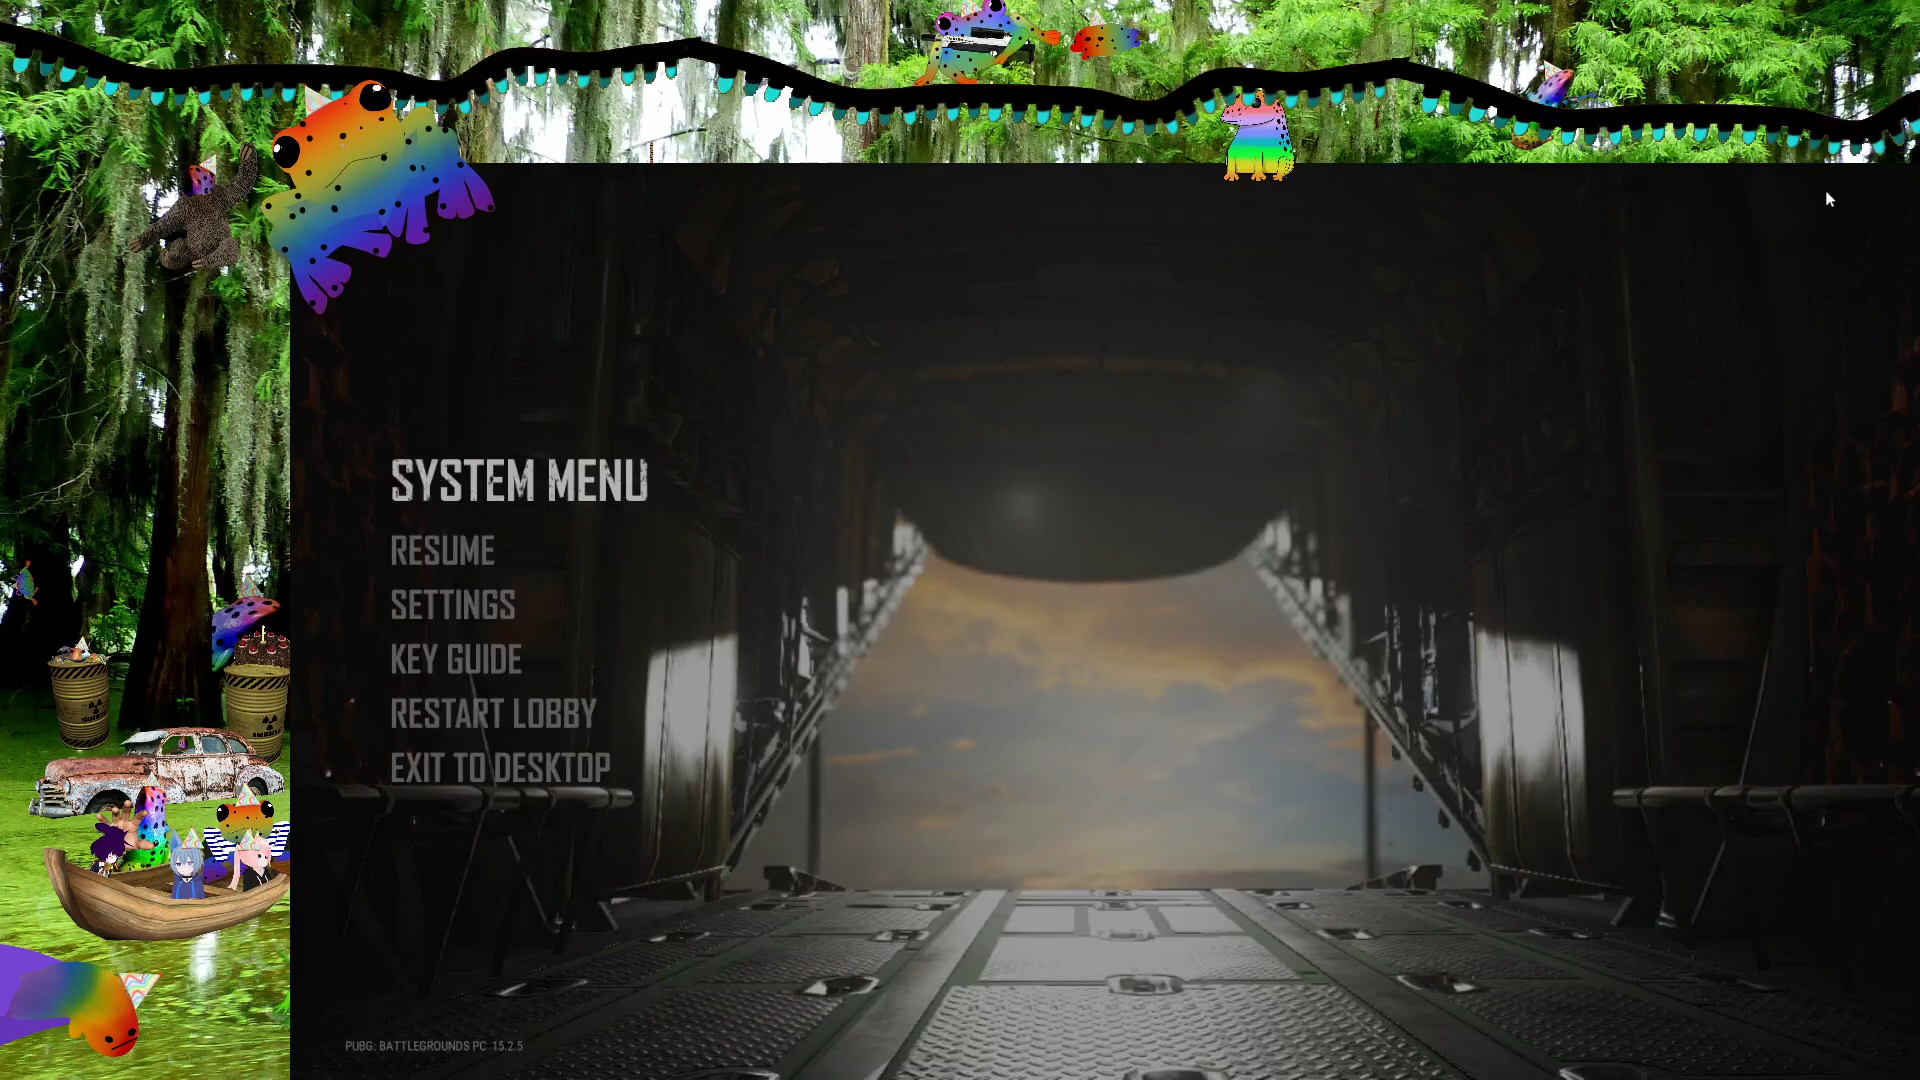 SYSTEM MENU
RESUME
SETTINGS
KEY GUIDE
RESTART LOBBY
EXIT TO DESKTOP
PUBG: BATTLEGROUNDS PC 15.2.5